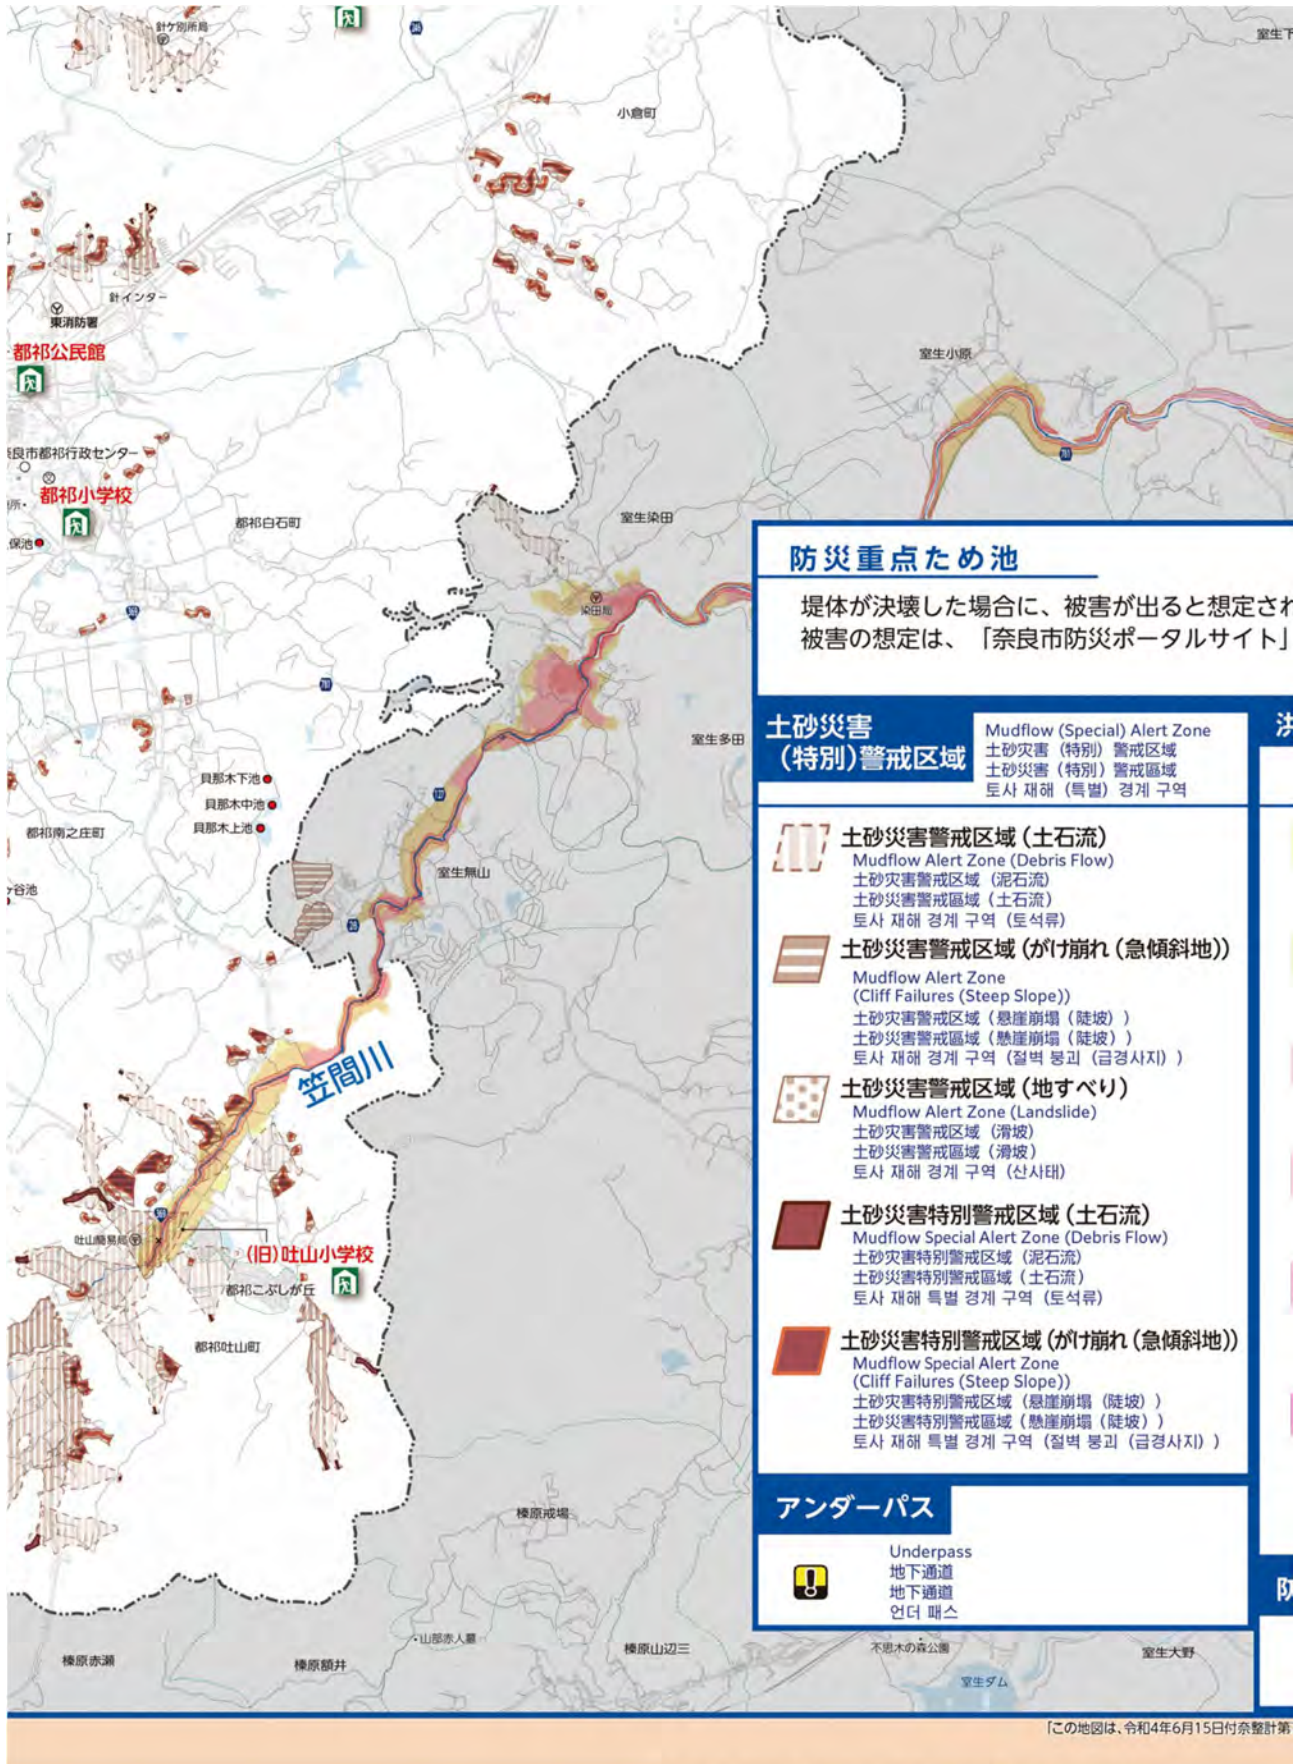 針ケ別所局
室生下
小倉町
針インター
東消防署
都祁公民館
室生小原
781
奈良市都祁行政センター
都祁小学校
都祁白石町
室生染田
保池
369
染田局
781
室生多田
貝那木下池
貝那木中池
貝那木上池
127
都祁南之庄町
室生無山
ヶ谷池
38
笠間川
369
吐山簡易局
(旧)吐山小学校
都祁こぶしが丘
都祁吐山町
榛原戒場
山部赤人墓
榛原山辺三
不思木の森公園
室生大野
榛原赤瀬
榛原額井
室生ダム
防災重点ため池
堤体が決壊した場合に、被害が出ると想定され
被害の想定は、「奈良市防災ポータルサイト」
土砂災害
(特別)警戒区域
Mudflow (Special) Alert Zone
土砂灾害（特别）警戒区域
土砂災害（特別）警戒區域
토사 재해（특별）경계 구역
土砂災害警戒区域(土石流)
Mudflow Alert Zone (Debris Flow)
土砂灾害警戒区域（泥石流)
土砂災害警戒區域（土石流)
토사 재해 경계 구역（토석류)
土砂災害警戒区域(がけ崩れ(急傾斜地))
Mudflow Alert Zone
(Cliff Failures (Steep Slope))
土砂灾害警戒区域（悬崖崩塌（陡坡））
土砂災害警戒區域（懸崖崩塌（陡坡））
토사 재해 경계 구역（절벽 붕괴（급경사지））
土砂災害警戒区域(地すべり)
Mudflow Alert Zone (Landslide)
土砂灾害警戒区域（滑坡)
土砂災害警戒區域（滑坡)
토사 재해 경계 구역（산사태)
土砂災害特別警戒区域(土石流)
Mudflow Special Alert Zone (Debris Flow)
土砂灾害特别警戒区域（泥石流)
土砂災害特別警戒區域（土石流)
토사 재해 특별 경계 구역（토석류)
土砂災害特別警戒区域(がけ崩れ(急傾斜地))
Mudflow Special Alert Zone
(Cliff Failures (Steep Slope))
土砂灾害特别警戒区域（悬崖崩塌（陡坡））
土砂災害特別警戒區域（懸崖崩塌（陡坡））
토사 재해 특별 경계 구역（절벽 붕괴（급경사지））
アンダーパス
Underpass
地下通道
地下通道
언더 패스
洪
防
「この地図は、令和4年6月15日付奈整計第